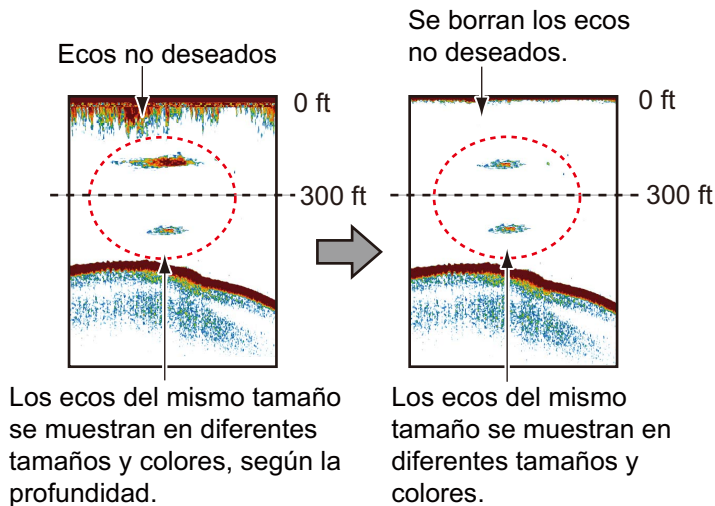 Ecos no deseados
0 ft
300 ft
Los ecos del mismo tamaño
se muestran en diferentes
tamaños y colores, según la
profundidad.
Se borran los ecos
no deseados.
0 ft
300 ft
Los ecos del mismo
tamaño se muestran en
diferentes tamaños y
colores.